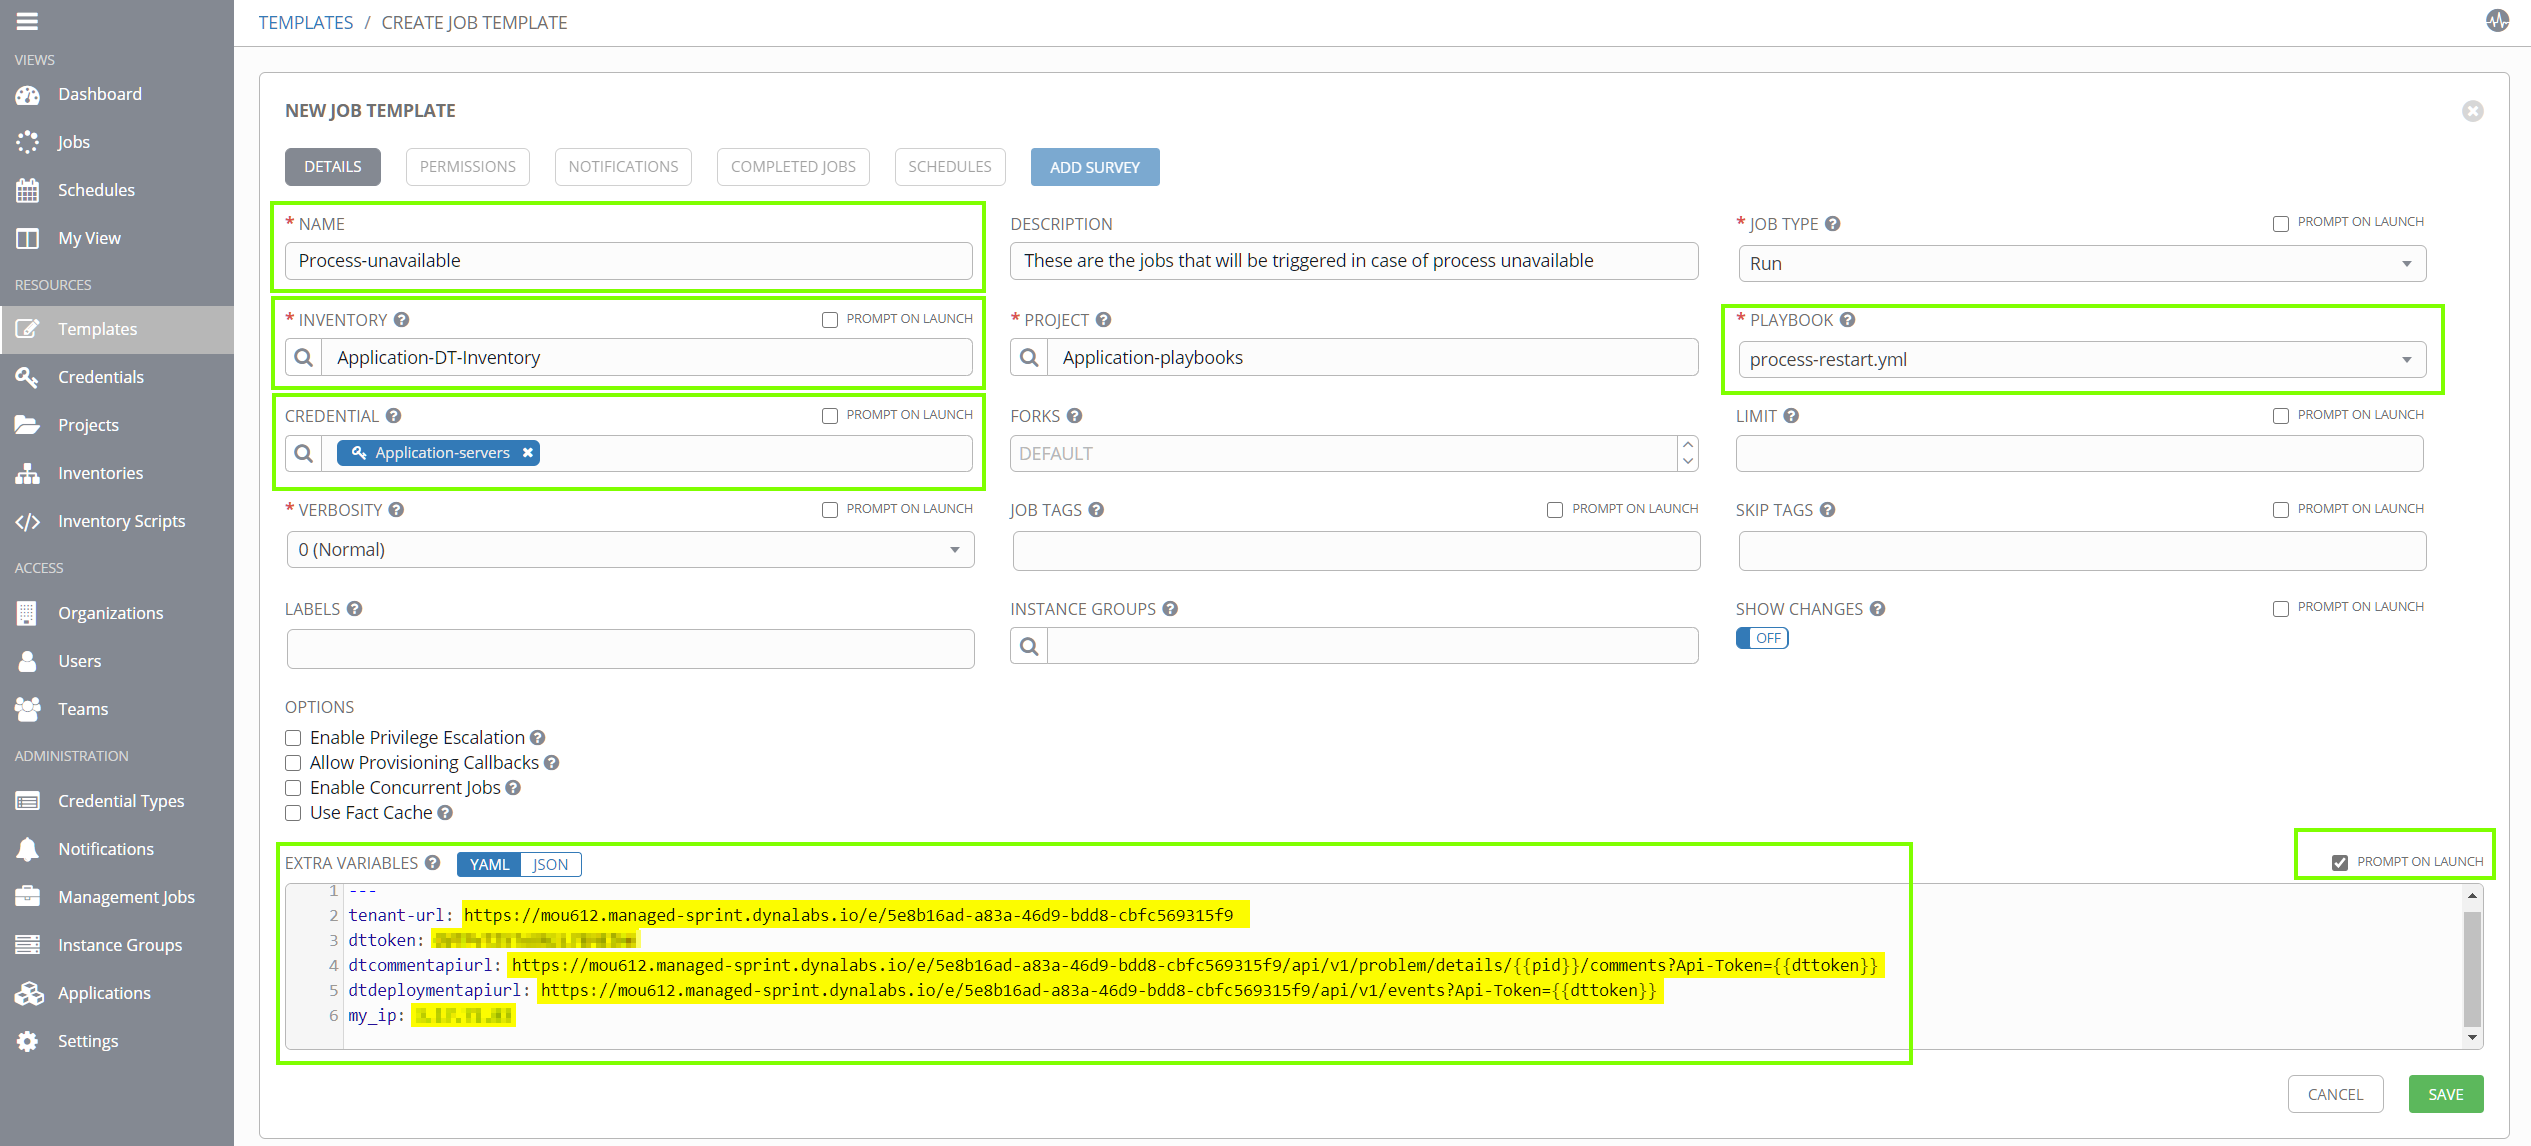 TEMPLATES / CREATE JOB TEMPLATE
VIEWS
Dashboard
Jobs
Schedules
My View
RESOURCES
Templates
Credentials
Projects
Inventories
Inventory Scripts
ACCESS
Organizations
Users
Teams
ADMINISTRATION
Credential Types
Notifications
Management Jobs
Instance Groups
Applications
Settings
NEW JOB TEMPLATE
DETAILS PERMISSIONS NOTIFICATIONS COMPLETED JOBS SCHEDULES ADD SURVEY
* NAME
Process-unavailable
DESCRIPTION
These are the jobs that will be triggered in case of process unavailable
* JOB TYPE PROMPT ON LAUNCH
Run
* INVENTORY PROMPT ON LAUNCH
Application-DT-Inventory
* PROJECT
Application-playbooks
* PLAYBOOK
process-restart.yml
CREDENTIAL PROMPT ON LAUNCH
Application-servers
FORKS
DEFAULT
LIMIT PROMPT ON LAUNCH
* VERBOSITY PROMPT ON LAUNCH
0 (Normal)
JOB TAGS PROMPT ON LAUNCH
SKIP TAGS PROMPT ON LAUNCH
LABELS
INSTANCE GROUPS
SHOW CHANGES PROMPT ON LAUNCH
OFF
OPTIONS
Enable Privilege Escalation
Allow Provisioning Callbacks
Enable Concurrent Jobs
Use Fact Cache
EXTRA VARIABLES YAML JSON PROMPT ON LAUNCH
1 ---
2 tenant-url: https://mou612.managed-sprint.dynalabs.io/e/5e8b16ad-a83a-46d9-bdd8-cbfc569315f9
3 dttoken:
4 dtcommentapiurl: https://mou612.managed-sprint.dynalabs.io/e/5e8b16ad-a83a-46d9-bdd8-cbfc569315f9/api/v1/problem/details/{{pid}}/comments?Api-Token={{dttoken}}
5 dtdeploymentapiurl: https://mou612.managed-sprint.dynalabs.io/e/5e8b16ad-a83a-46d9-bdd8-cbfc569315f9/api/v1/events?Api-Token={{dttoken}}
6 my_ip:
CANCEL SAVE